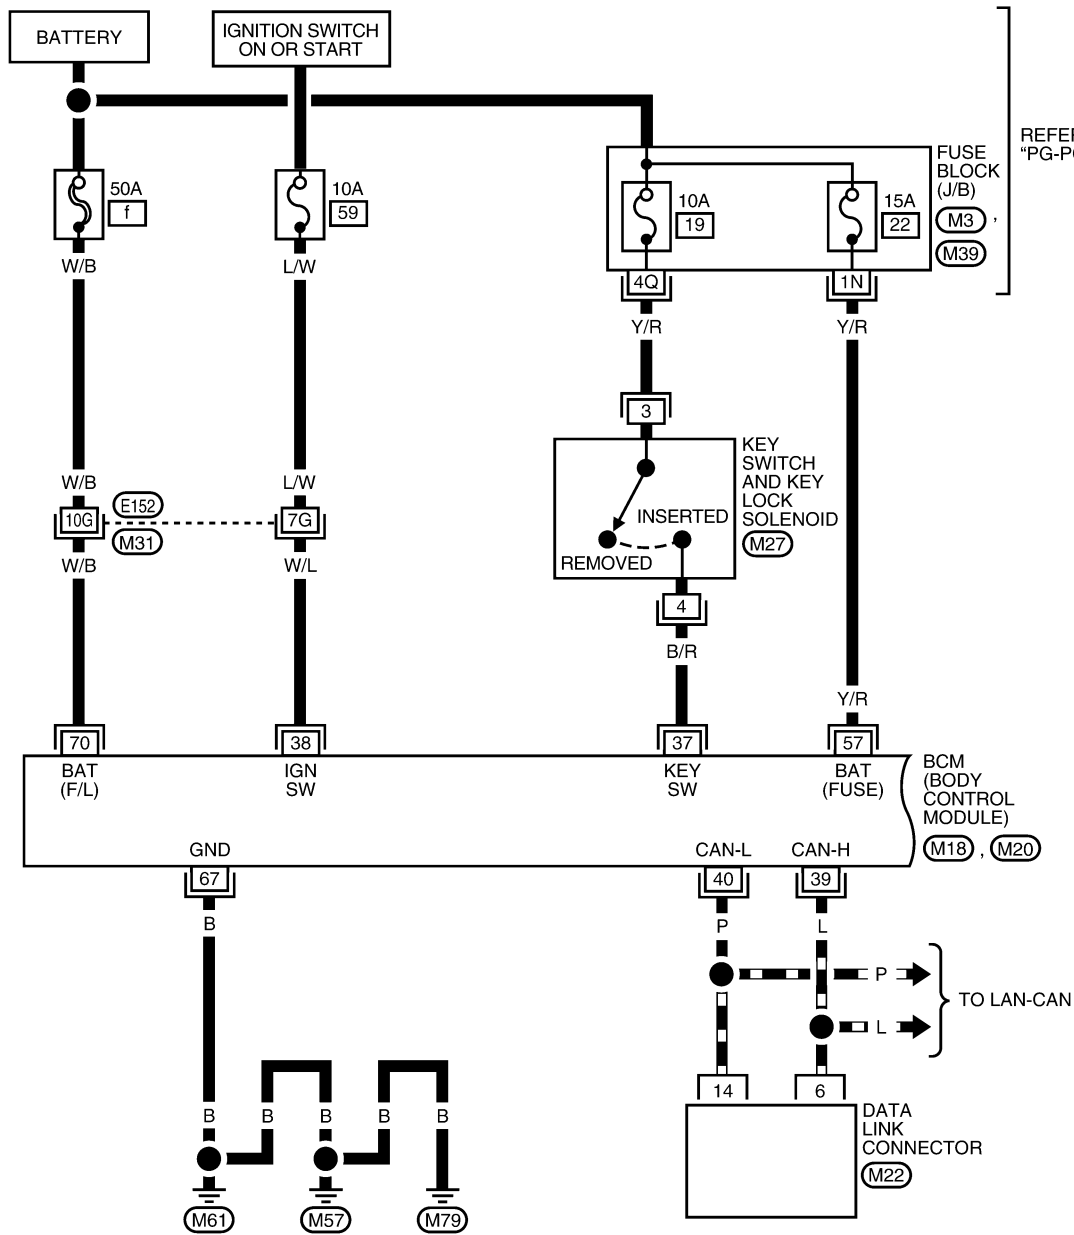 BATTERY
IGNITION SWITCH
ON OR START
REFER
"PG-PO
50A
f
10A
59
10A
19
15A
22
FUSE
BLOCK
(J/B)
M3 ,
M39
W/B
L/W
4Q
1N
Y/R
Y/R
3
KEY
SWITCH
AND KEY
LOCK
SOLENOID
M27
INSERTED
REMOVED
W/B
L/W
10G
E152
M31
7G
W/B
W/L
4
B/R
Y/R
70
38
37
57
BAT
(F/L)
IGN
SW
KEY
SW
BAT
(FUSE)
BCM
(BODY
CONTROL
MODULE)
M18 , M20
GND
CAN-L
CAN-H
67
40
39
B
P
L
P
L
TO LAN-CAN
14
6
DATA
LINK
CONNECTOR
M22
B
B
B
B
B
M61
M57
M79